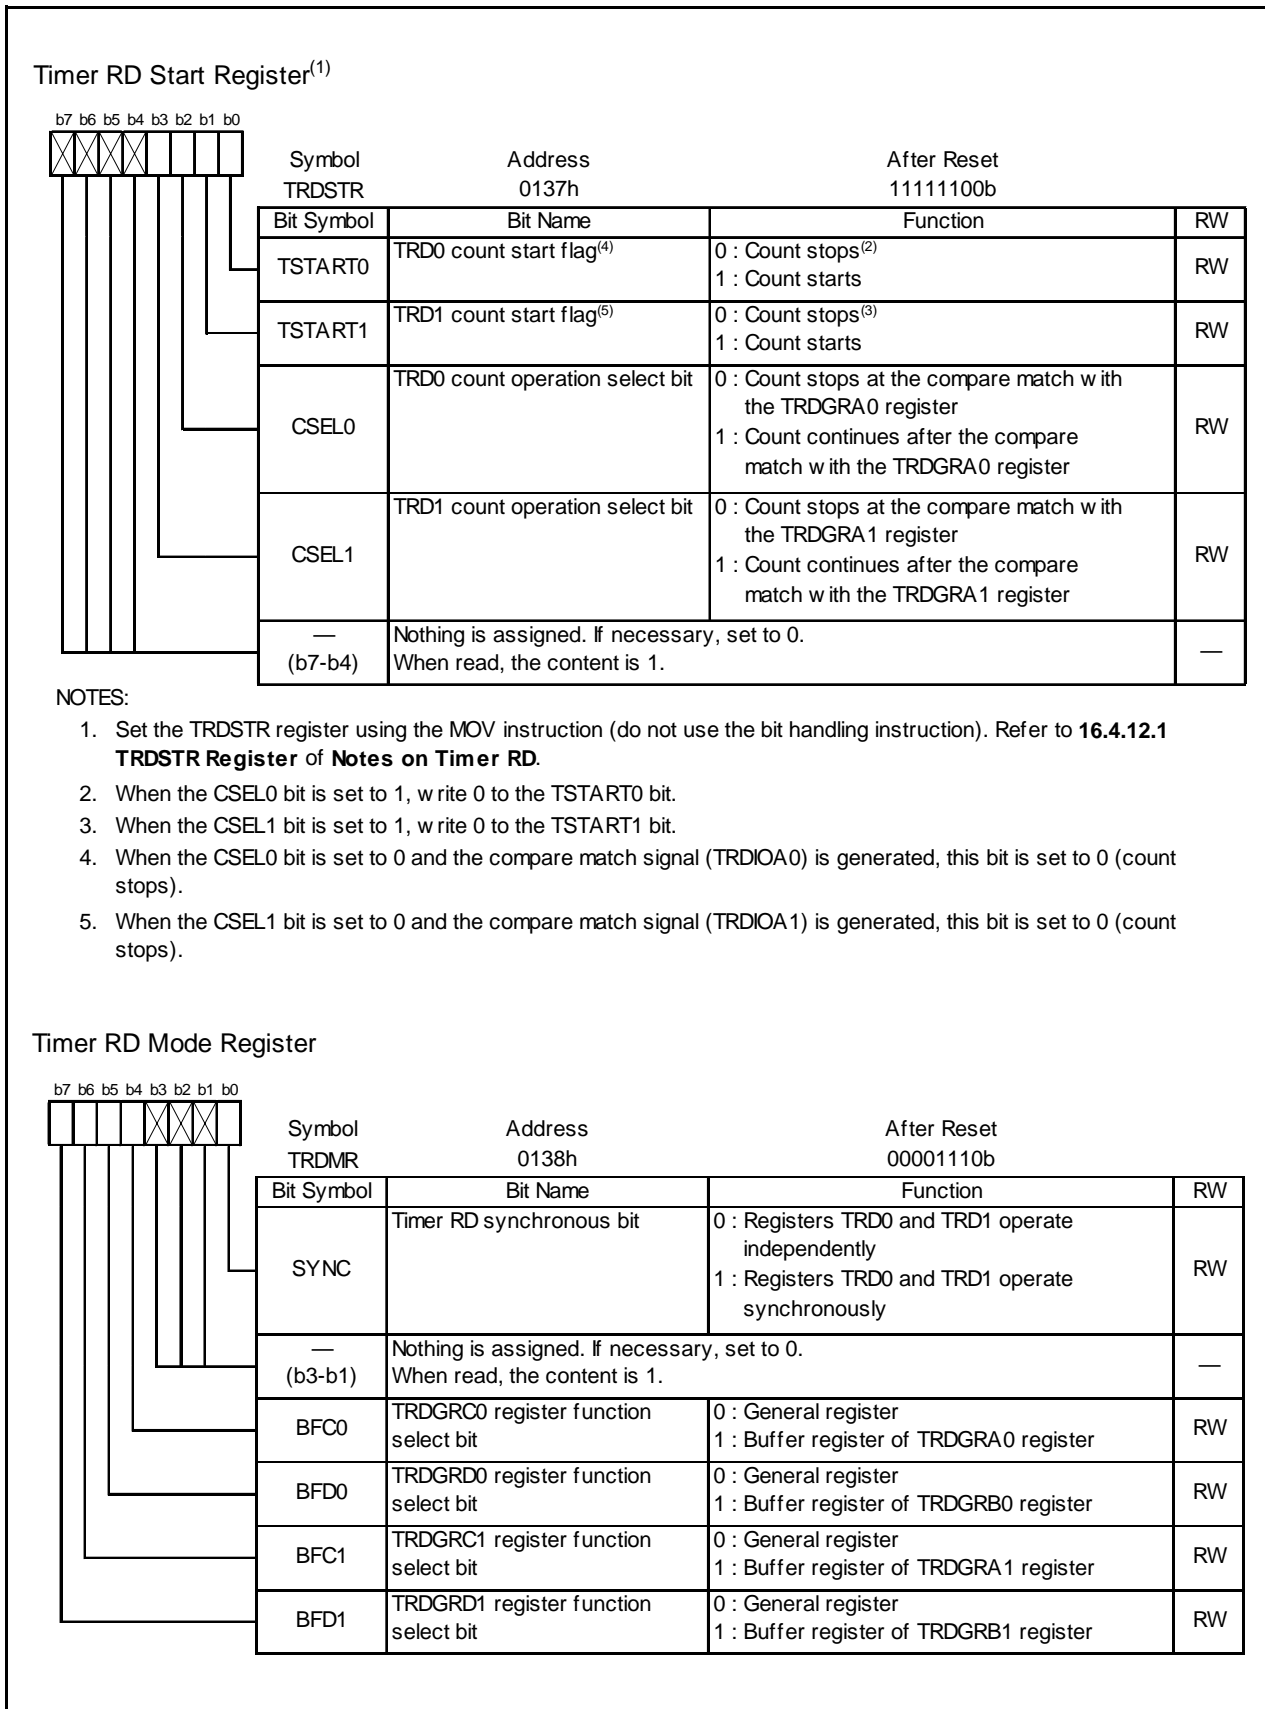 Timer RD Start Register(1)
b7 b6 b5 b4 b3 b2 b1 b0
Symbol Address After Reset
TRDSTR 0137h 11111100b
Bit Symbol Bit Name Function RW
TSTART0 TRD0 count start flag(4) 0 : Count stops(2) RW
1 : Count starts
TSTART1 TRD1 count start flag(5) 0 : Count stops(3) RW
1 : Count starts
CSEL0 TRD0 count operation select bit 0 : Count stops at the compare match with RW
the TRDGRA0 register
1 : Count continues after the compare
match with the TRDGRA0 register
CSEL1 TRD1 count operation select bit 0 : Count stops at the compare match with RW
the TRDGRA1 register
1 : Count continues after the compare
match with the TRDGRA1 register
— Nothing is assigned. If necessary, set to 0. —
(b7-b4) When read, the content is 1.
NOTES:
1. Set the TRDSTR register using the MOV instruction (do not use the bit handling instruction). Refer to 16.4.12.1
TRDSTR Register of Notes on Timer RD.
2. When the CSEL0 bit is set to 1, write 0 to the TSTART0 bit.
3. When the CSEL1 bit is set to 1, write 0 to the TSTART1 bit.
4. When the CSEL0 bit is set to 0 and the compare match signal (TRDIOA0) is generated, this bit is set to 0 (count
stops).
5. When the CSEL1 bit is set to 0 and the compare match signal (TRDIOA1) is generated, this bit is set to 0 (count
stops).
Timer RD Mode Register
b7 b6 b5 b4 b3 b2 b1 b0
Symbol Address After Reset
TRDMR 0138h 00001110b
Bit Symbol Bit Name Function RW
SYNC Timer RD synchronous bit 0 : Registers TRD0 and TRD1 operate RW
independently
1 : Registers TRD0 and TRD1 operate
synchronously
— Nothing is assigned. If necessary, set to 0. —
(b3-b1) When read, the content is 1.
BFC0 TRDGRC0 register function 0 : General register RW
select bit 1 : Buffer register of TRDGRA0 register
BFD0 TRDGRD0 register function 0 : General register RW
select bit 1 : Buffer register of TRDGRB0 register
BFC1 TRDGRC1 register function 0 : General register RW
select bit 1 : Buffer register of TRDGRA1 register
BFD1 TRDGRD1 register function 0 : General register RW
select bit 1 : Buffer register of TRDGRB1 register